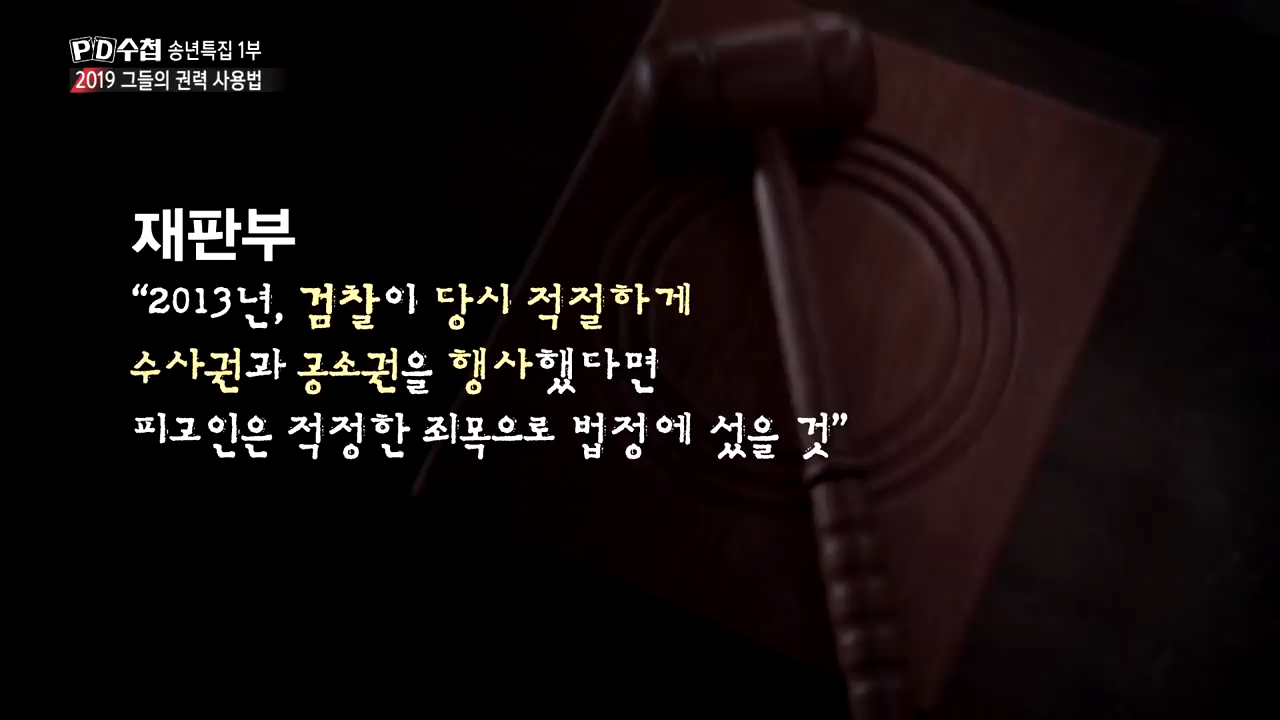 PD수첩 송년특집 1부
2019 그들의 권력 사용법
재판부
“2013년, 검찰이 당시 적절하게
수사권과 공소권을 행사했다면
피고인은 적정한 죄목으로 법정에 섰을 것”